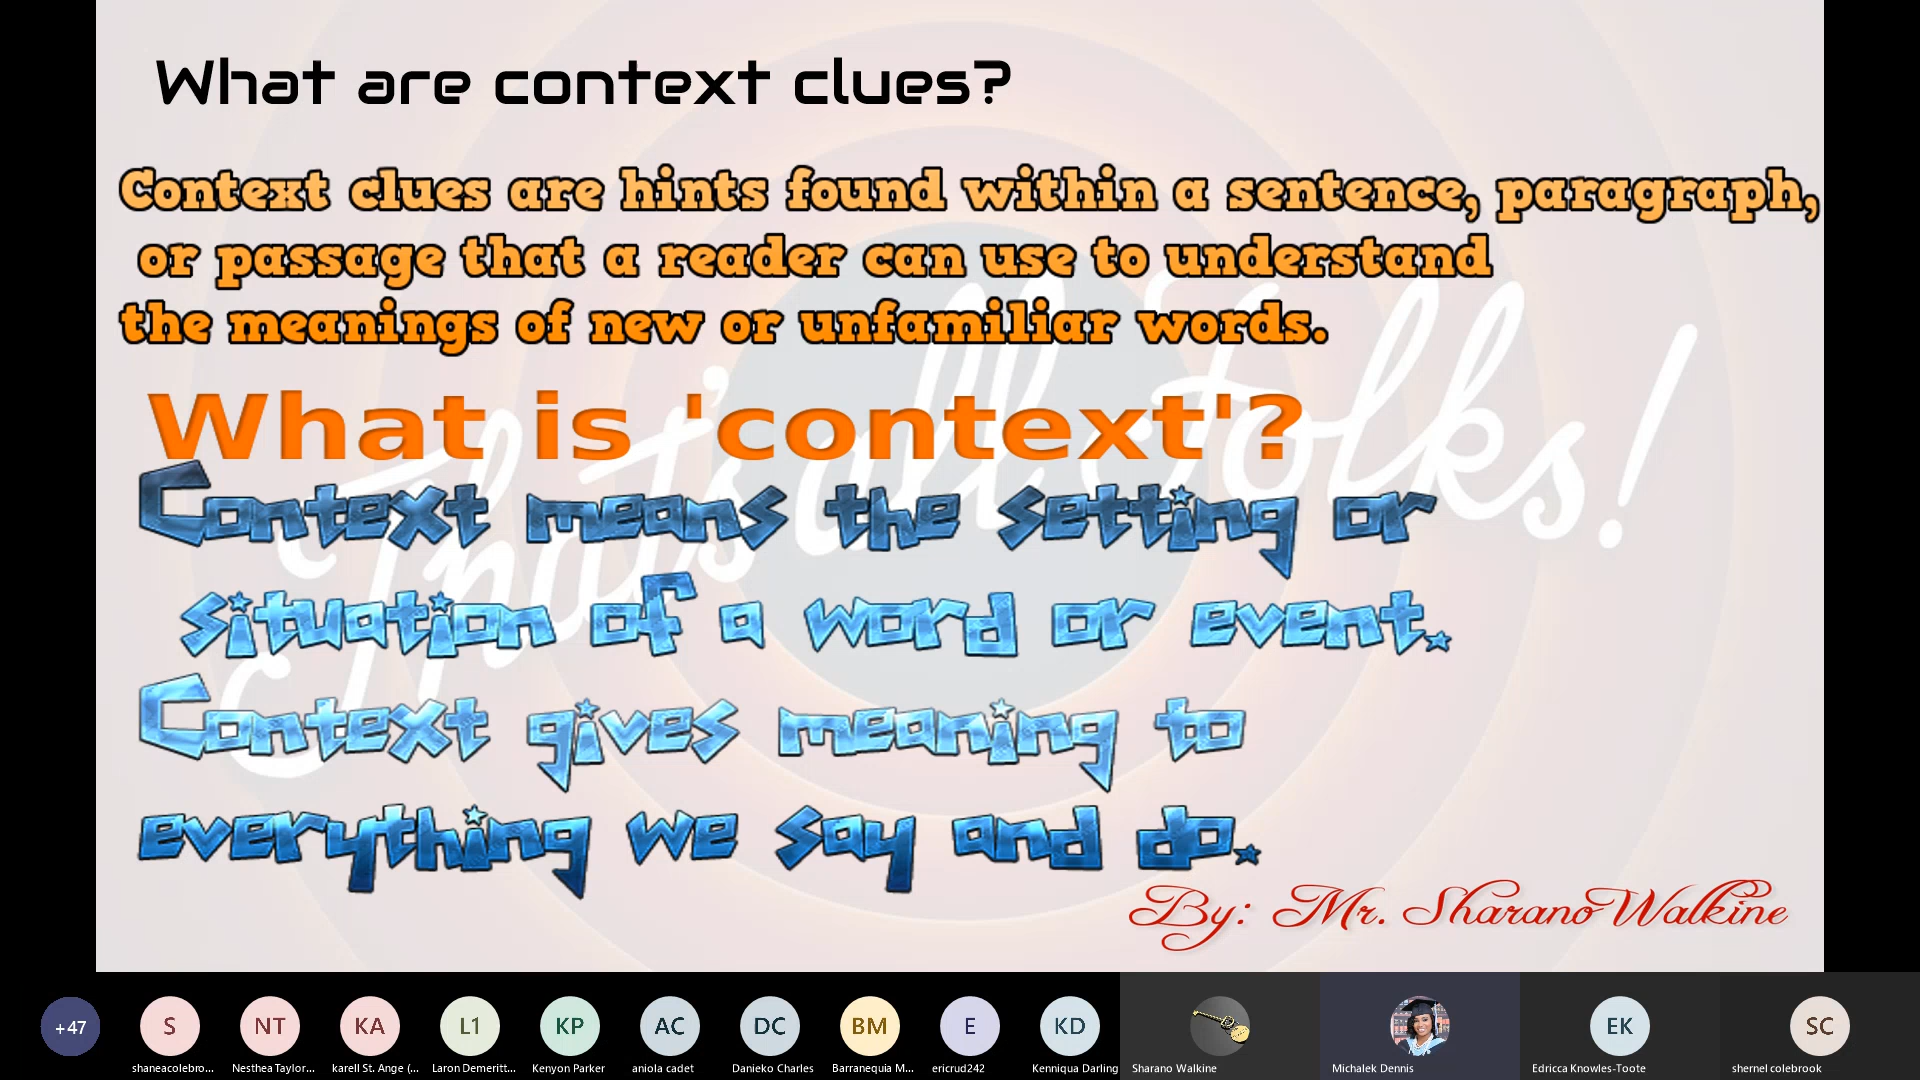 What are context clues?
Context clues are hints found within a sentence, paragraph,
or passage that a reader can use to understand
the meanings of new or unfamiliar words.
That's all Folks!
What is 'context'?
Context means the setting or
situation of a word or event.
Context gives meaning to
everything we say and do.
By: Mr. Sharano Walkine
+47
S
NT
KA
L1
KP
AC
DC
BM
E
KD
EK
SC
shaneacolebro...
Nesthea Taylor...
karell St. Ange (...
Laron Demeritt...
Kenyon Parker
aniola cadet
Danieko Charles
Barranequia M...
ericrud242
Kenniqua Darling
Sharano Walkine
Michalek Dennis
Edricca Knowles-Toote
shernel colebrook